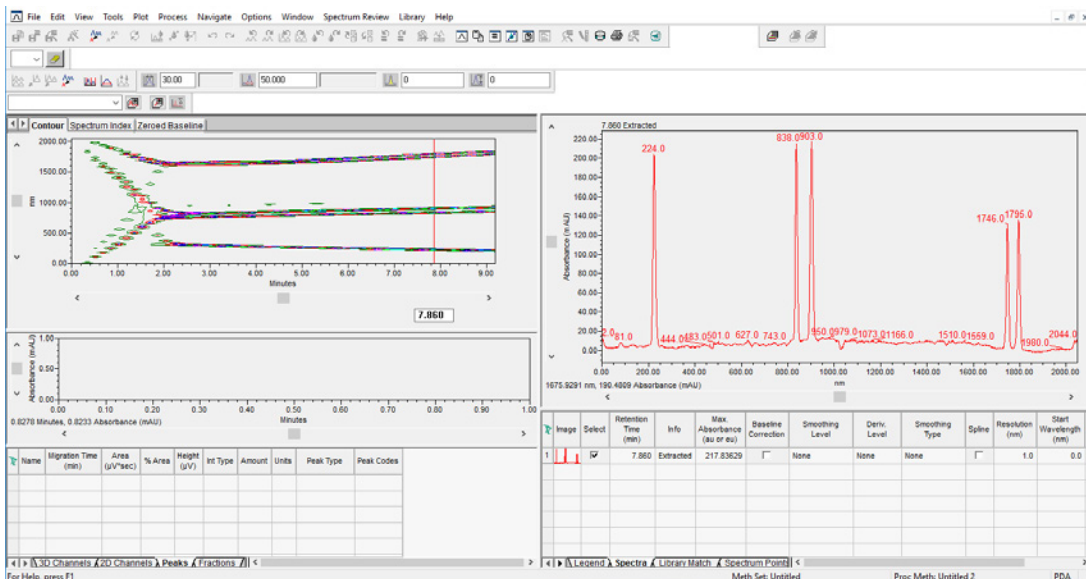 File Edit View Tools Plot Process Navigate Options Window Spectrum Review Library Help
30.00 50.000 0 0
Contour Spectrum Index Zeroed Baseline
2000.00
1500.00
1000.00
500.00
0.00
nm
0.00 1.00 2.00 3.00 4.00 5.00 6.00 7.00 8.00 9.00
Minutes
7.860
1.00
0.50
0.00
Absorbance (mAU)
0.00 0.10 0.20 0.30 0.40 0.50 0.60 0.70 0.80 0.90 1.00
0.8278 Minutes, 0.8233 Absorbance (mAU)
Minutes
Name Migration Time (min) Area (µV*sec) % Area Height (µV) Int Type Amount Units Peak Type Peak Codes
3D Channels 2D Channels Peaks Fractions
7.860 Extracted
220.00
200.00
180.00
160.00
140.00
120.00
100.00
80.00
60.00
40.00
20.00
0.00
Absorbance (mAU)
224.0
838.0 903.0
1746.0 1795.0
2.0 81.0 444.0 483.0 501.0 627.0 743.0 950.0 979.0 1073.0 1166.0 1510.0 1559.0 1980.0 2044.0
0.00 200.00 400.00 600.00 800.00 1000.00 1200.00 1400.00 1600.00 1800.00 2000.00
1675.9291 nm, 190.4809 Absorbance (mAU)
nm
Image Select Retention Time (min) Info Max. Absorbance (au or eu) Baseline Correction Smoothing Level Deriv. Level Smoothing Type Spline Resolution (nm) Start Wavelength (nm)
1 7.860 Extracted 217.83629 None None None 1.0 0.0
Legend Spectra Library Match Spectrum Points
For Help, press F1
Meth Set: Untitled Proc Meth: Untitled 2 PDA